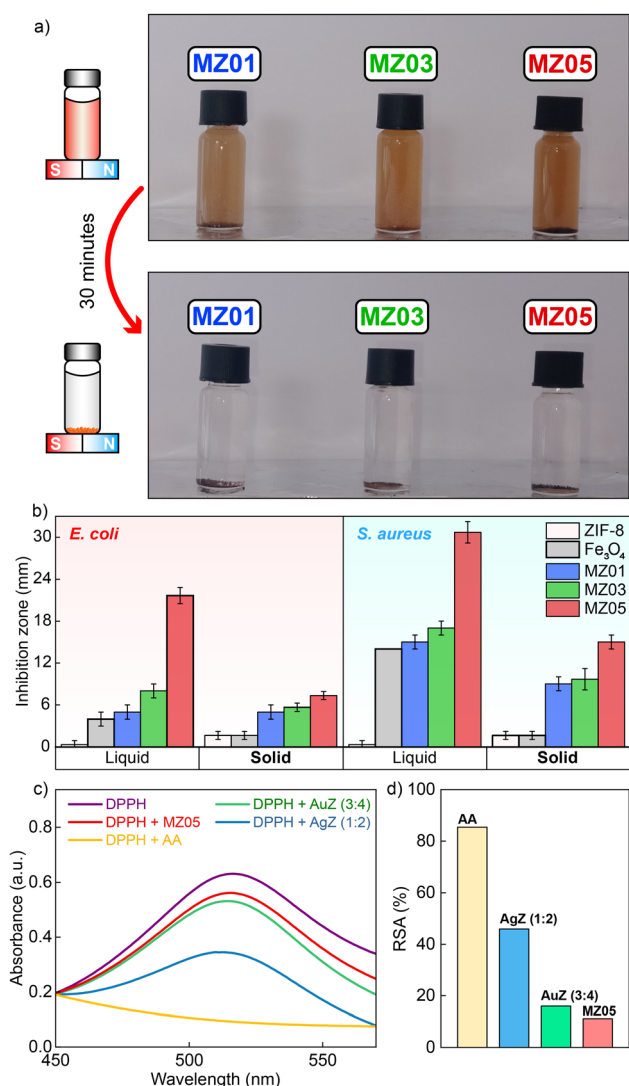 a)
MZ01
MZ03
MZ05
S
N
30 minutes
MZ01
MZ03
MZ05
S
N
b)
Inhibition zone (mm)
30
24
18
12
6
0
E. coli
S. aureus
ZIF-8
Fe₃O₄
MZ01
MZ03
MZ05
Liquid
Solid
Liquid
Solid
c)
DPPH
DPPH + MZ05
DPPH + AA
DPPH + AuZ (3:4)
DPPH + AgZ (1:2)
Absorbance (a.u.)
0.8
0.6
0.4
0.2
0.0
450
500
550
Wavelength (nm)
d)
RSA (%)
100
80
60
40
20
0
AA
AgZ (1:2)
AuZ (3:4)
MZ05